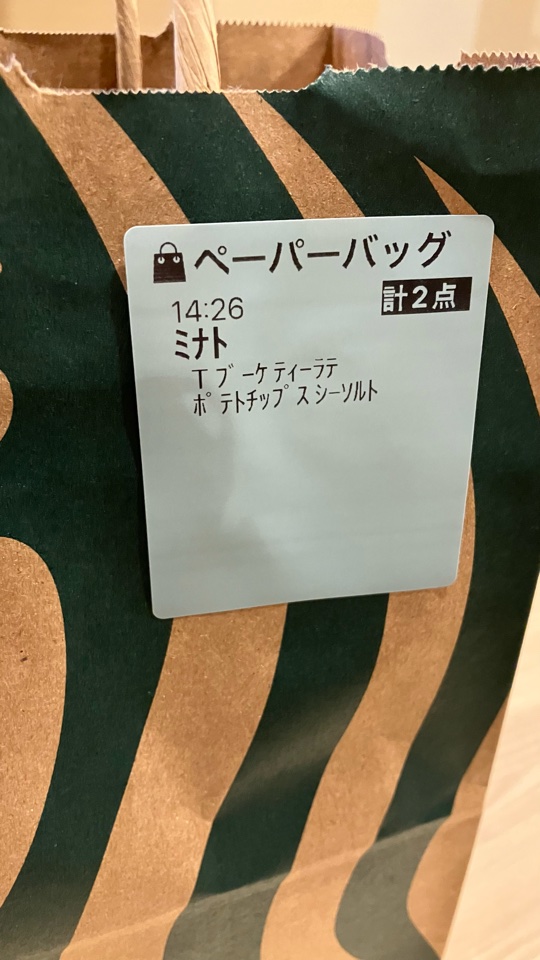 ペーパーバッグ
計2点
14:26
ミナト
T ﾌﾞｰｹ ﾃｨｰﾗﾃ
ﾎﾟﾃﾄﾁｯﾌﾟｽ ｼｰｿﾙﾄ